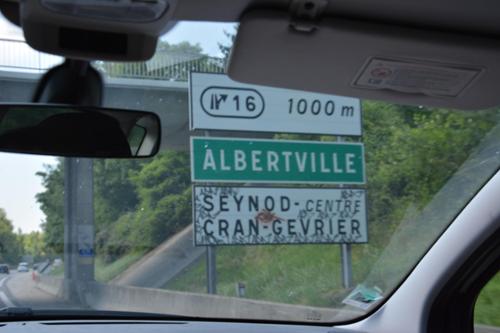 16 1000 m
ALBERTVILLE
SEYNOD-CENTRE
CRAN-GEVRIER